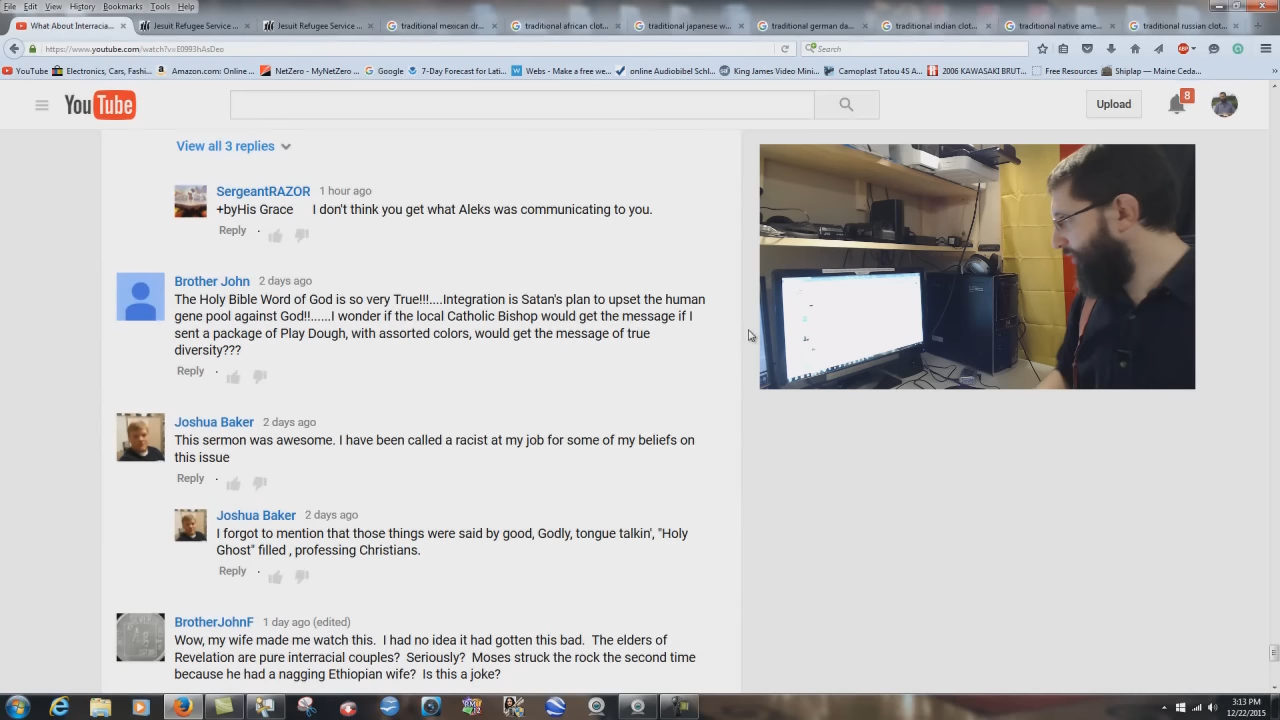 File Edit View History Bookmarks Tools Help
What About Interracia...
Jesuit Refugee Service ...
Jesuit Refugee Service ...
traditional mexican dr...
traditional african clot...
traditional japanese w...
traditional german da...
traditional indian clot...
traditional native ame...
traditional russian clot...
https://www.youtube.com/watch?v=E0993hAsDeo
Search
YouTube
Electronics, Cars, Fashi...
Amazon.com: Online ...
NetZero - MyNetZero ...
Google
7-Day Forecast for Lati...
Webs - Make a free we...
online Audiobibel Schl...
King James Video Mini...
Camoplast Tatou 4S A...
2006 KAWASAKI BRUT...
Free Resources
Shiplap — Maine Ceda...
YouTube
Upload
8
View all 3 replies
SergeantRAZOR 1 hour ago
+byHis Grace I don't think you get what Aleks was communicating to you.
Reply ·
Brother John 2 days ago
The Holy Bible Word of God is so very True!!!....Integration is Satan's plan to upset the human
gene pool against God!!......I wonder if the local Catholic Bishop would get the message if I
sent a package of Play Dough, with assorted colors, would get the message of true
diversity???
Reply ·
Joshua Baker 2 days ago
This sermon was awesome. I have been called a racist at my job for some of my beliefs on
this issue
Reply ·
Joshua Baker 2 days ago
I forgot to mention that those things were said by good, Godly, tongue talkin', "Holy
Ghost" filled , professing Christians.
Reply ·
BrotherJohnF 1 day ago (edited)
Wow, my wife made me watch this. I had no idea it had gotten this bad. The elders of
Revelation are pure interracial couples? Seriously? Moses struck the rock the second time
because he had a nagging Ethiopian wife? Is this a joke?
3:13 PM
12/22/2015